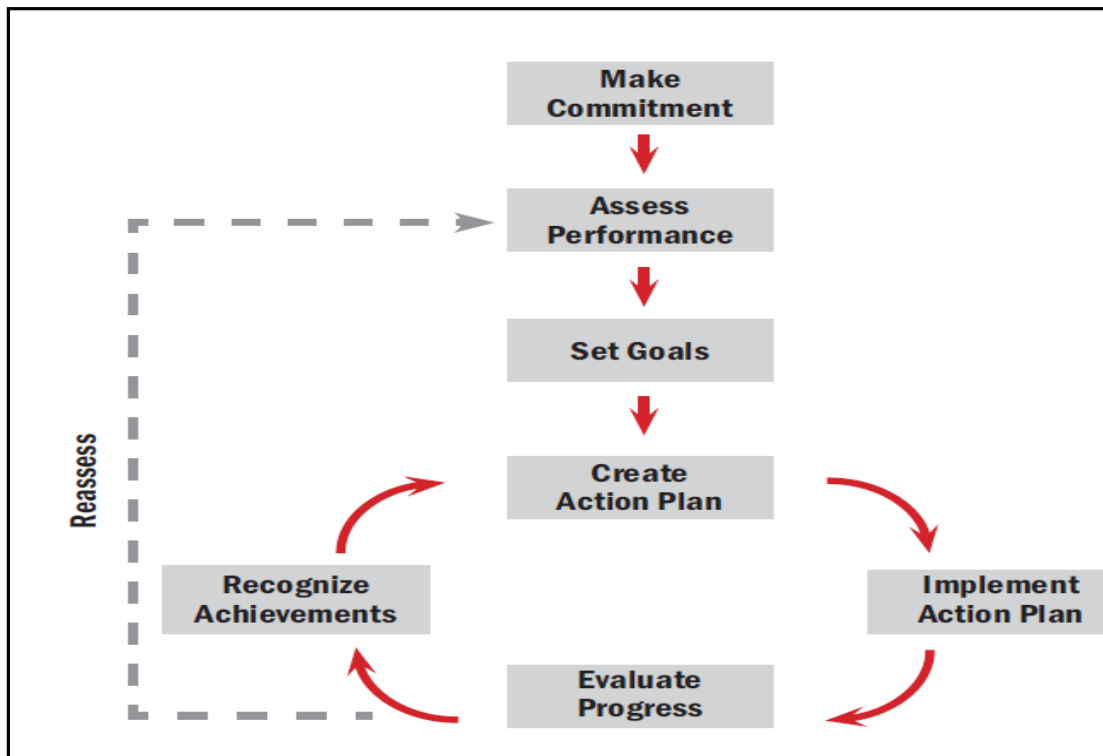 Make
Commitment
Assess
Performance
Set Goals
Create
Action Plan
Reassess
Recognize
Achievements
Implement
Action Plan
Evaluate
Progress